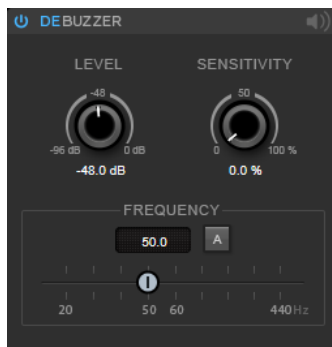 DEBUZZER
LEVEL SENSITIVITY
-48 50
-96 dB 0 dB 0 100 %
-48.0 dB 0.0 %
FREQUENCY
50.0 A
20 50 60 440 Hz